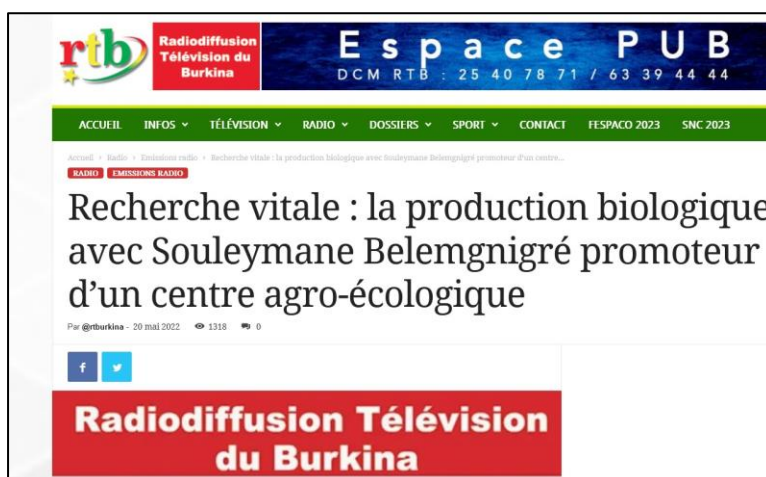 rtb
Radiodiffusion
Télévision du
Burkina
Espace PUB
DCM RTB : 25 40 78 71 / 63 39 44 44
ACCUEIL INFOS TÉLÉVISION RADIO DOSSIERS SPORT CONTACT FESPACO 2023 SNC 2023
Accueil › Radio › Emissions radio › Recherche vitale : la production biologique avec Souleymane Belemgnigré promoteur d'un centre...
RADIO EMISSIONS RADIO
Recherche vitale : la production biologique
avec Souleymane Belemgnigré promoteur
d’un centre agro-écologique
Par @rtburkina - 20 mai 2022 1318 0
Radiodiffusion Télévision
du Burkina